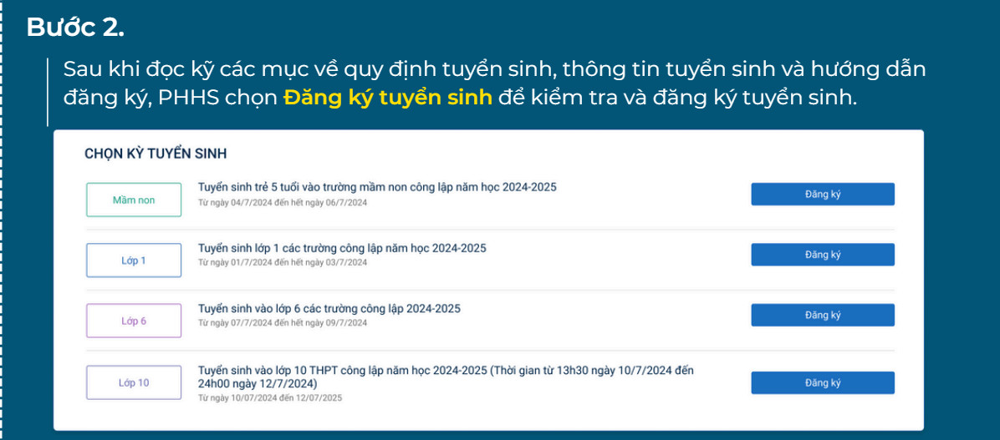 Bước 2.
Sau khi đọc kỹ các mục về quy định tuyển sinh, thông tin tuyển sinh và hướng dẫn
đăng ký, PHHS chọn Đăng ký tuyển sinh để kiểm tra và đăng ký tuyển sinh.
CHỌN KỲ TUYỂN SINH
Mầm non
Tuyển sinh trẻ 5 tuổi vào trường mầm non công lập năm học 2024-2025
Từ ngày 04/7/2024 đến hết ngày 06/7/2024
Đăng ký
Lớp 1
Tuyển sinh lớp 1 các trường công lập năm học 2024-2025
Từ ngày 01/7/2024 đến hết ngày 03/7/2024
Đăng ký
Lớp 6
Tuyển sinh vào lớp 6 các trường công lập 2024-2025
Từ ngày 07/7/2024 đến hết ngày 09/7/2024
Đăng ký
Lớp 10
Tuyển sinh vào lớp 10 THPT công lập năm học 2024-2025 (Thời gian từ 13h30 ngày 10/7/2024 đến
24h00 ngày 12/7/2024)
Từ ngày 10/07/2024 đến 12/07/2025
Đăng ký